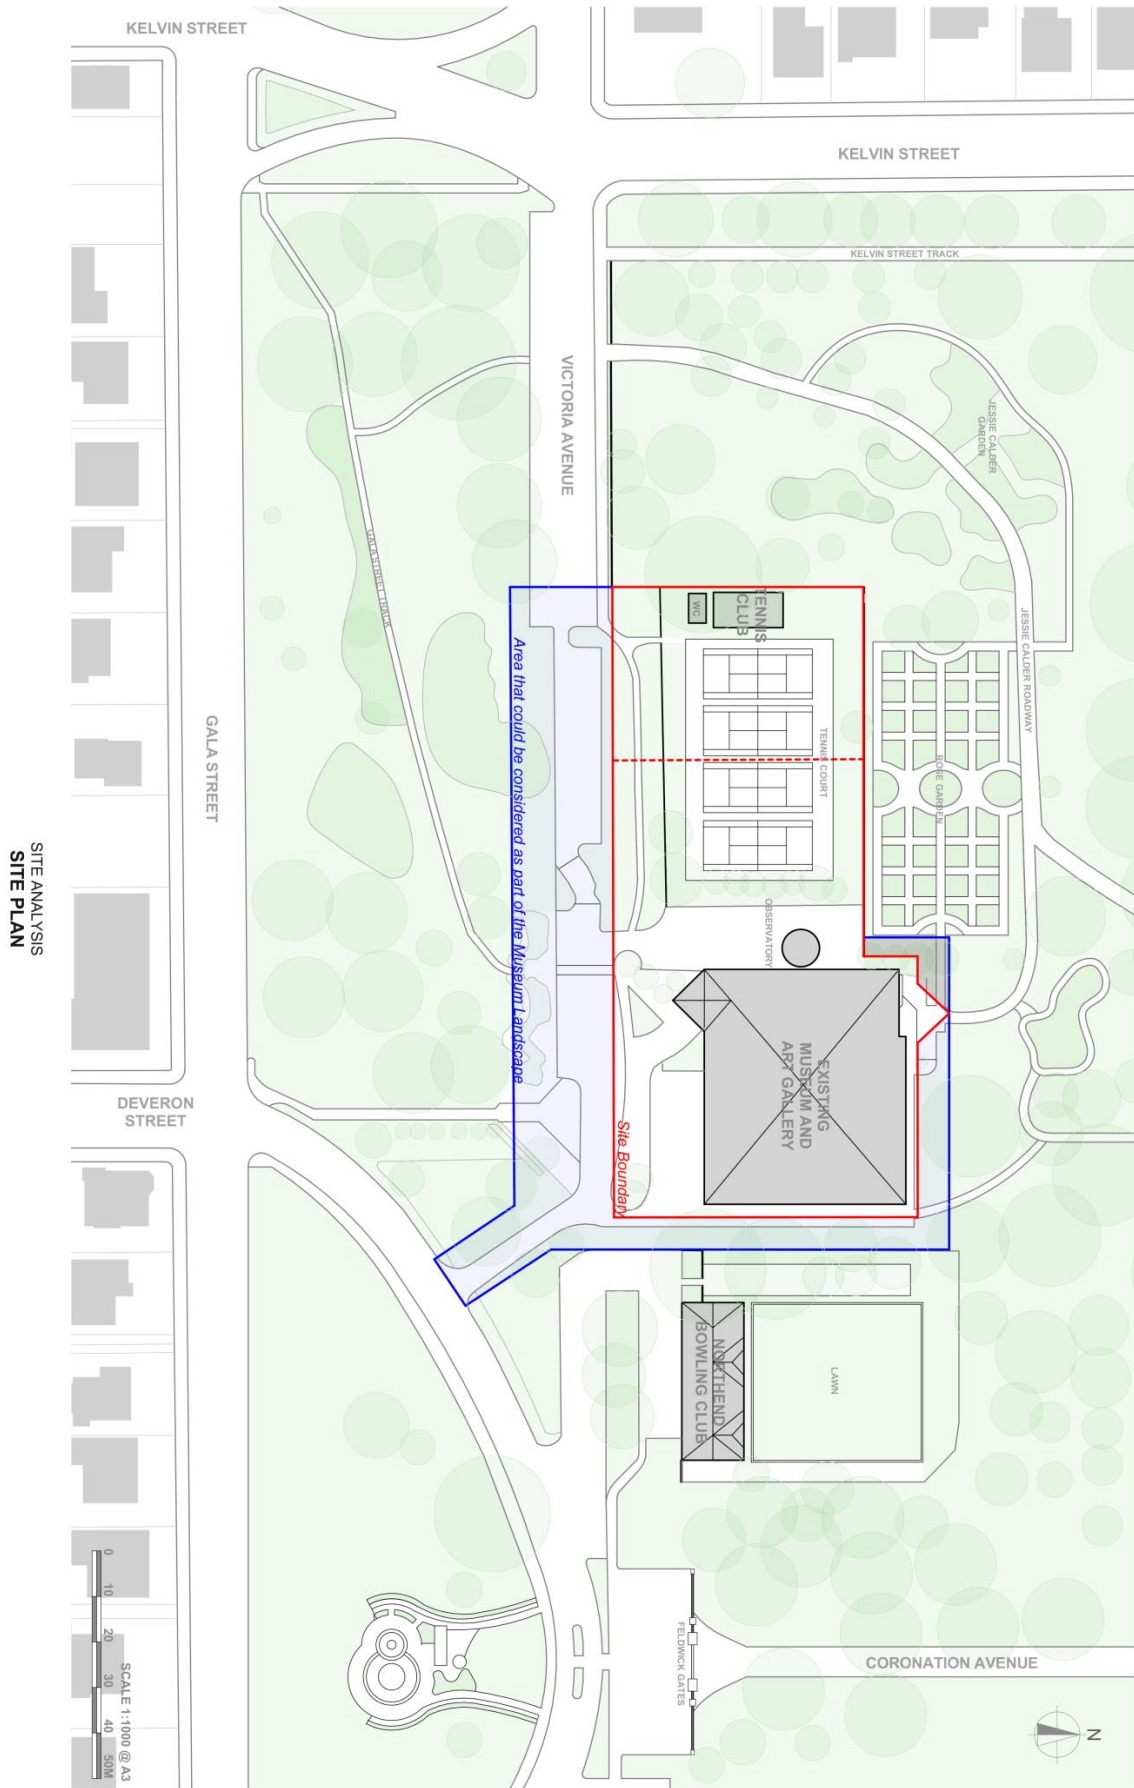 KELVIN STREET
KELVIN STREET
KELVIN STREET TRACK
VICTORIA AVENUE
JESSIE CALDER
GARDEN
GALA STREET TRACK
TENNIS
CLUB
WC
JESSIE CALDER ROADWAY
Area that could be considered as part of the Museum Landscape
GALA STREET
TENNIS COURT
ROSE GARDEN
SITE ANALYSIS
SITE PLAN
OBSERVATORY
EXISTING
MUSEUM AND
ART GALLERY
DEVERON
STREET
Site Boundary
NORTHEND
BOWLING CLUB
LAWN
FELDWICK GATES
CORONATION AVENUE
N
0 10 20 30 40 50M
SCALE 1:1000 @ A3